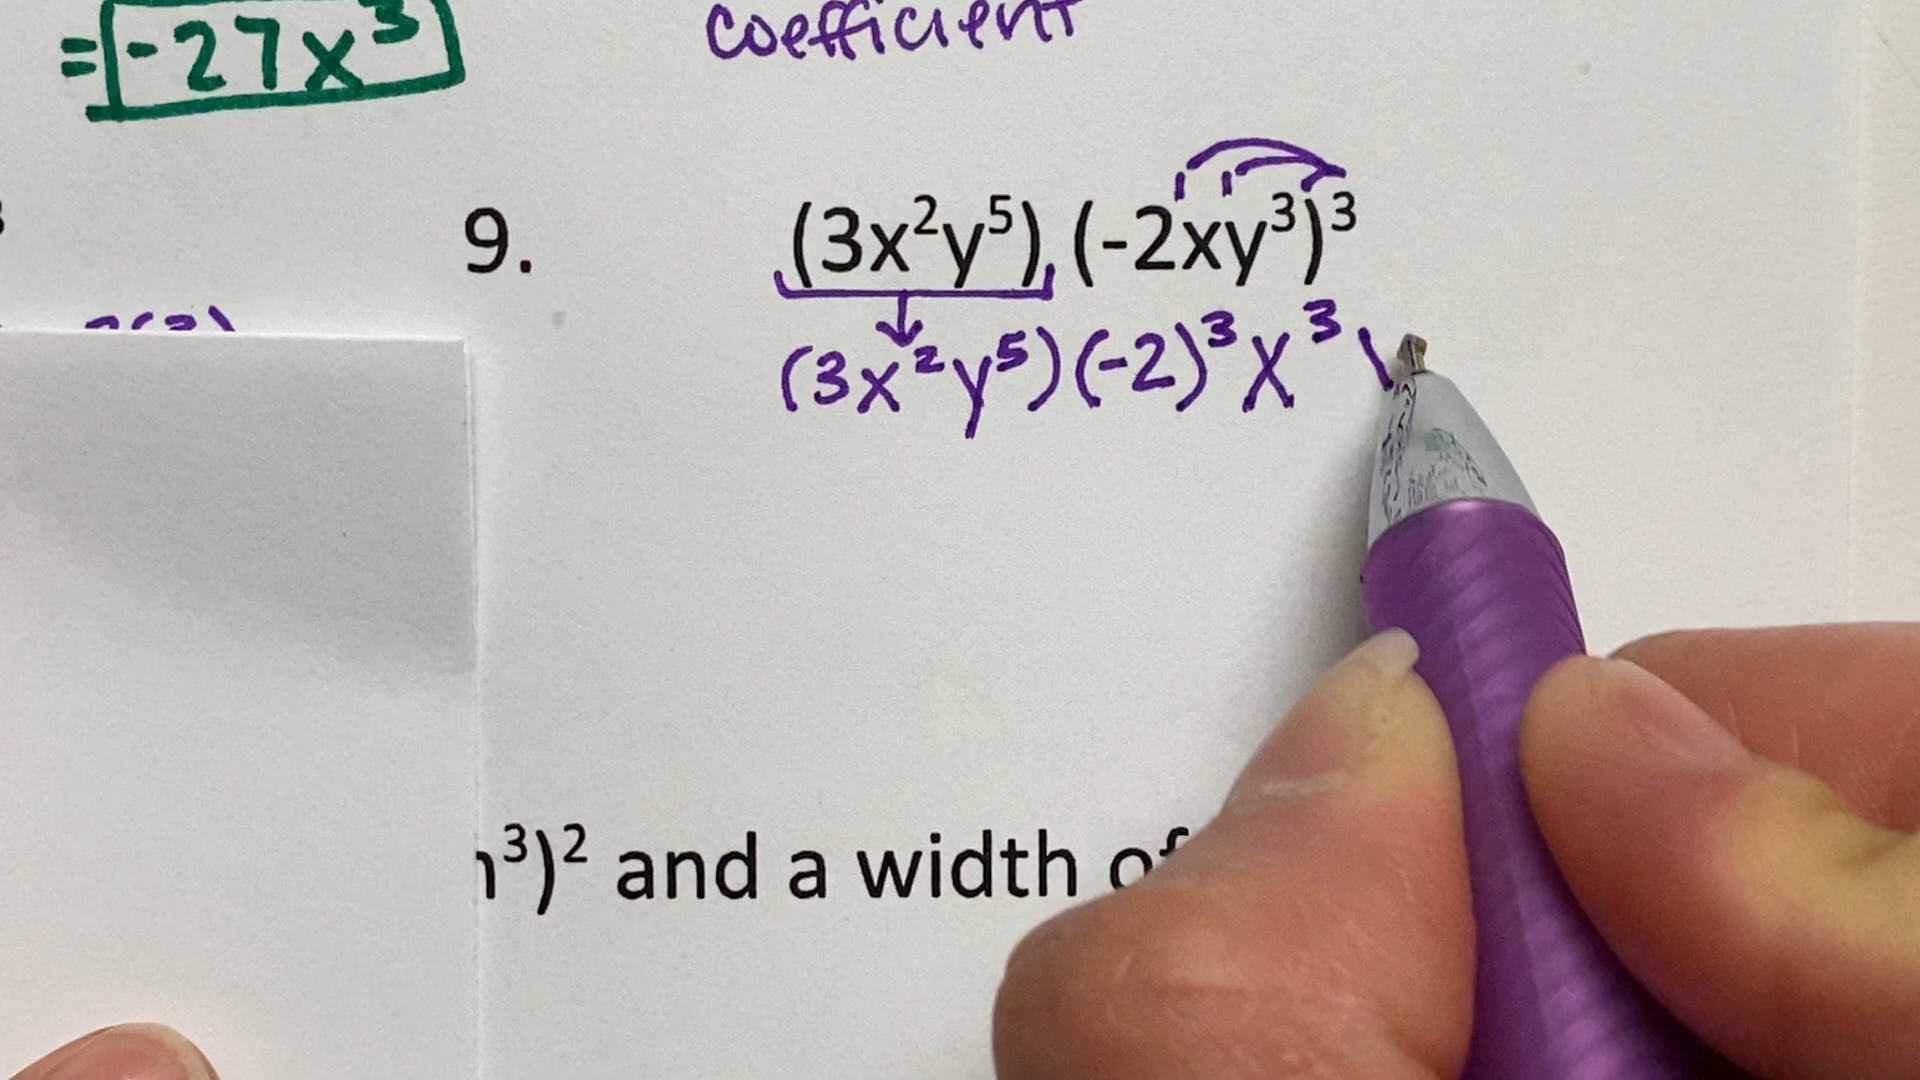 = -27x³
coefficient
9. (3x²y⁵) (-2xy³)³
(3x²y⁵)(-2)³x³
³)² and a width of